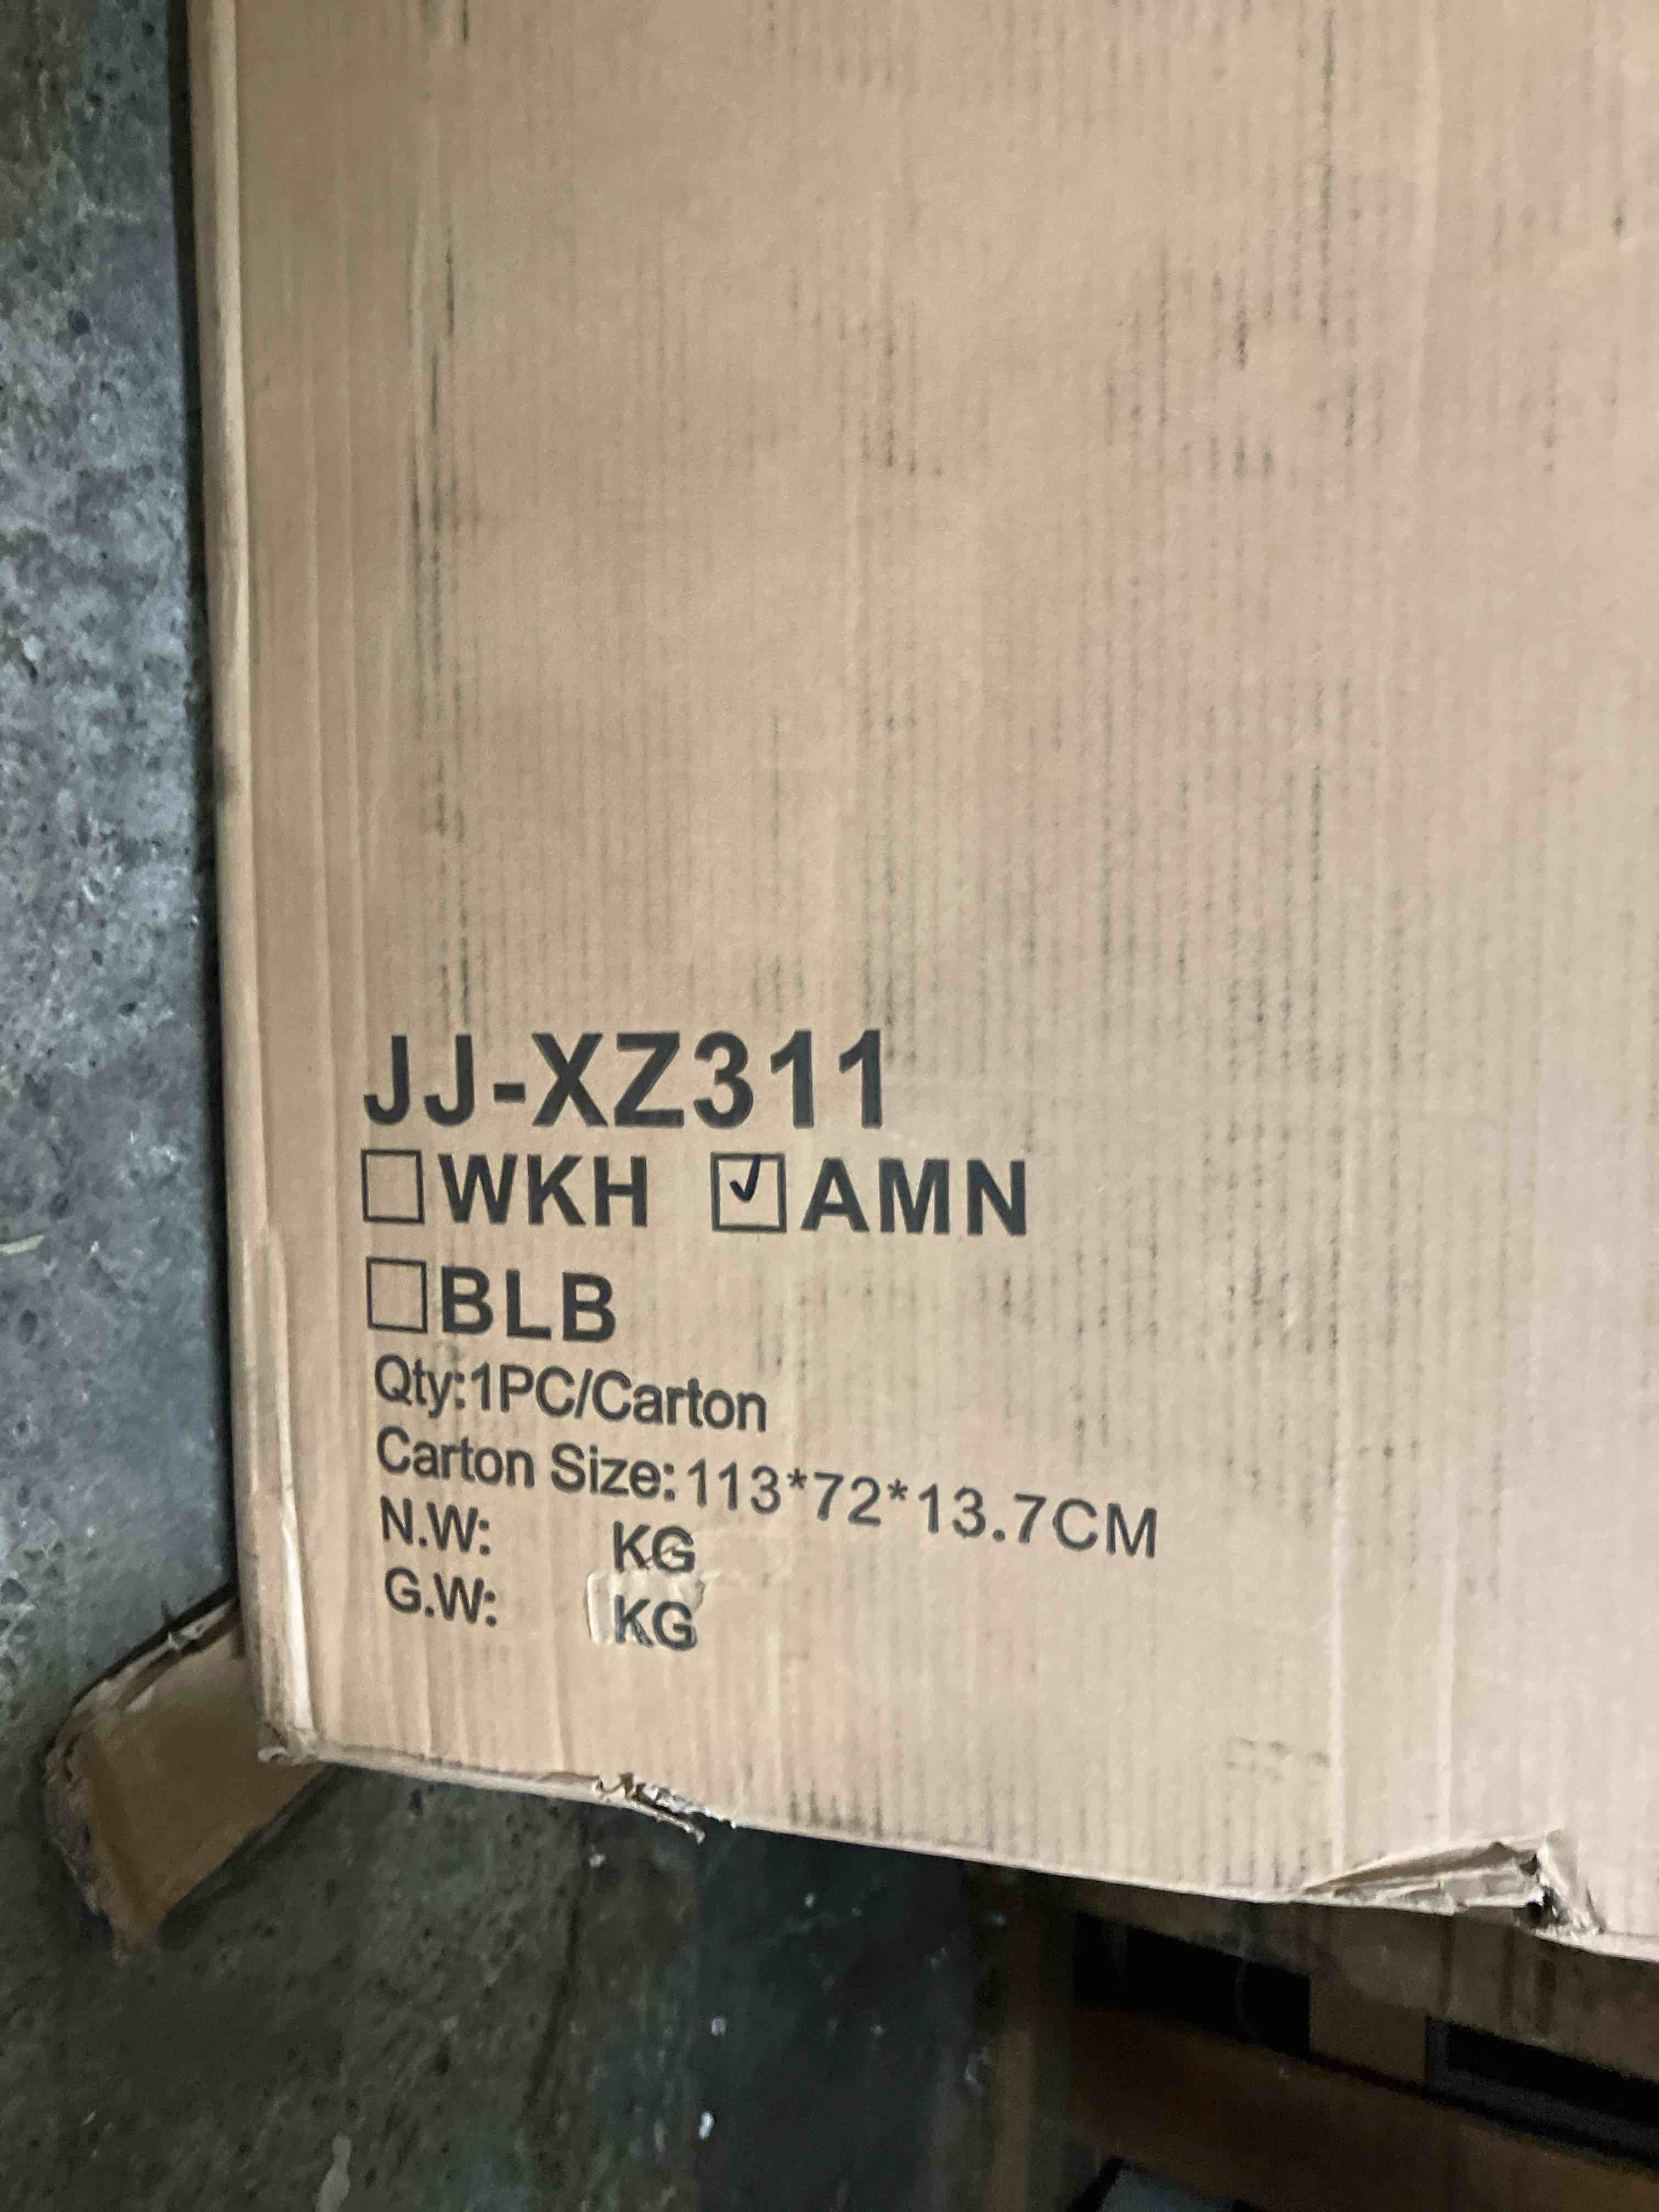 JJ-XZ311
☐WKH ☑AMN
☐BLB
Qty:1PC/Carton
Carton Size:113*72*13.7CM
N.W: KG
G.W: KG